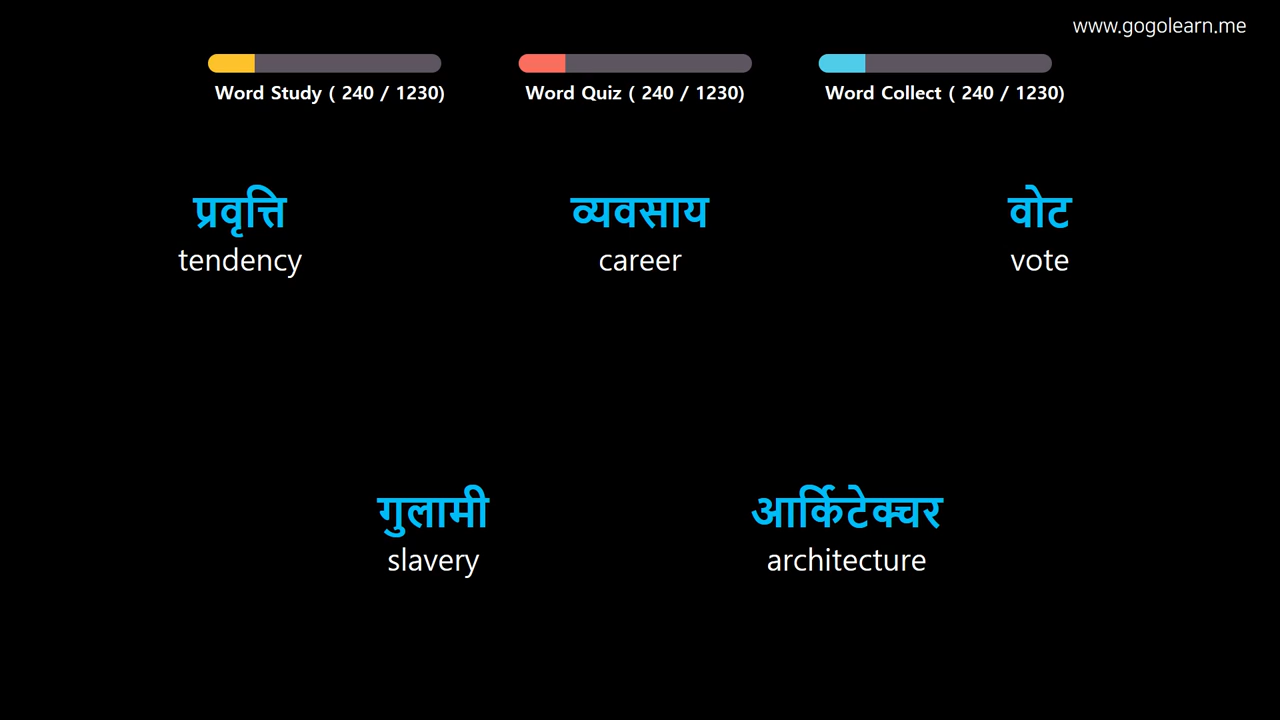 www.gogolearn.me
Word Study ( 240 / 1230)
Word Quiz ( 240 / 1230)
Word Collect ( 240 / 1230)
प्रवृत्ति
tendency
व्यवसाय
career
वोट
vote
गुलामी
slavery
आर्किटेक्चर
architecture